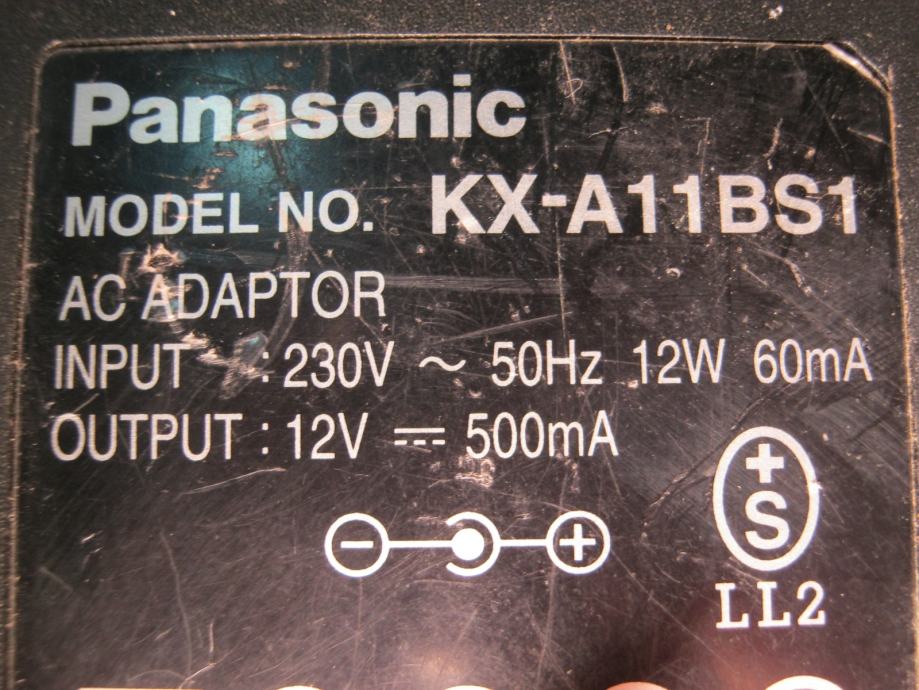 Panasonic
MODEL NO. KX-A11BS1
AC ADAPTOR
INPUT : 230V ~ 50Hz 12W 60mA
OUTPUT : 12V ⎓ 500mA
− +
+
S
LL2